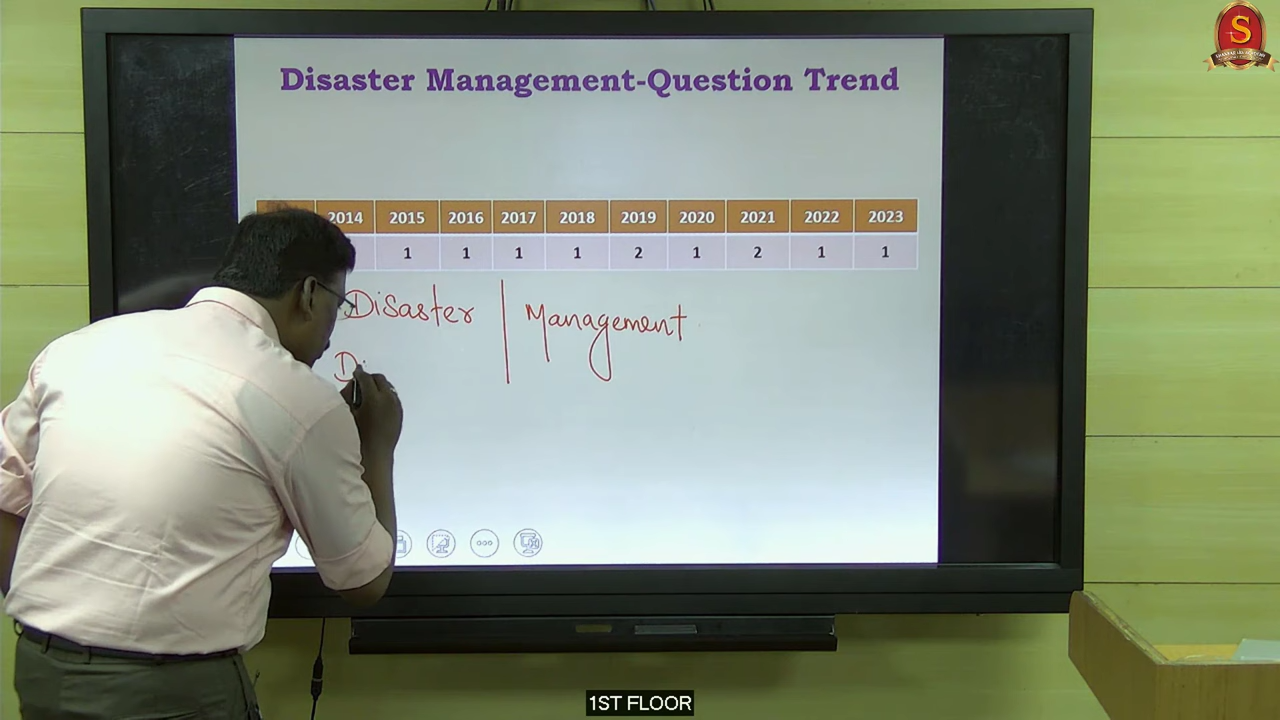 S
Disaster Management-Question Trend
2014 2015 2016 2017 2018 2019 2020 2021 2022 2023
1 1 1 1 2 1 2 1 1
Disaster | Management
Di
1ST FLOOR